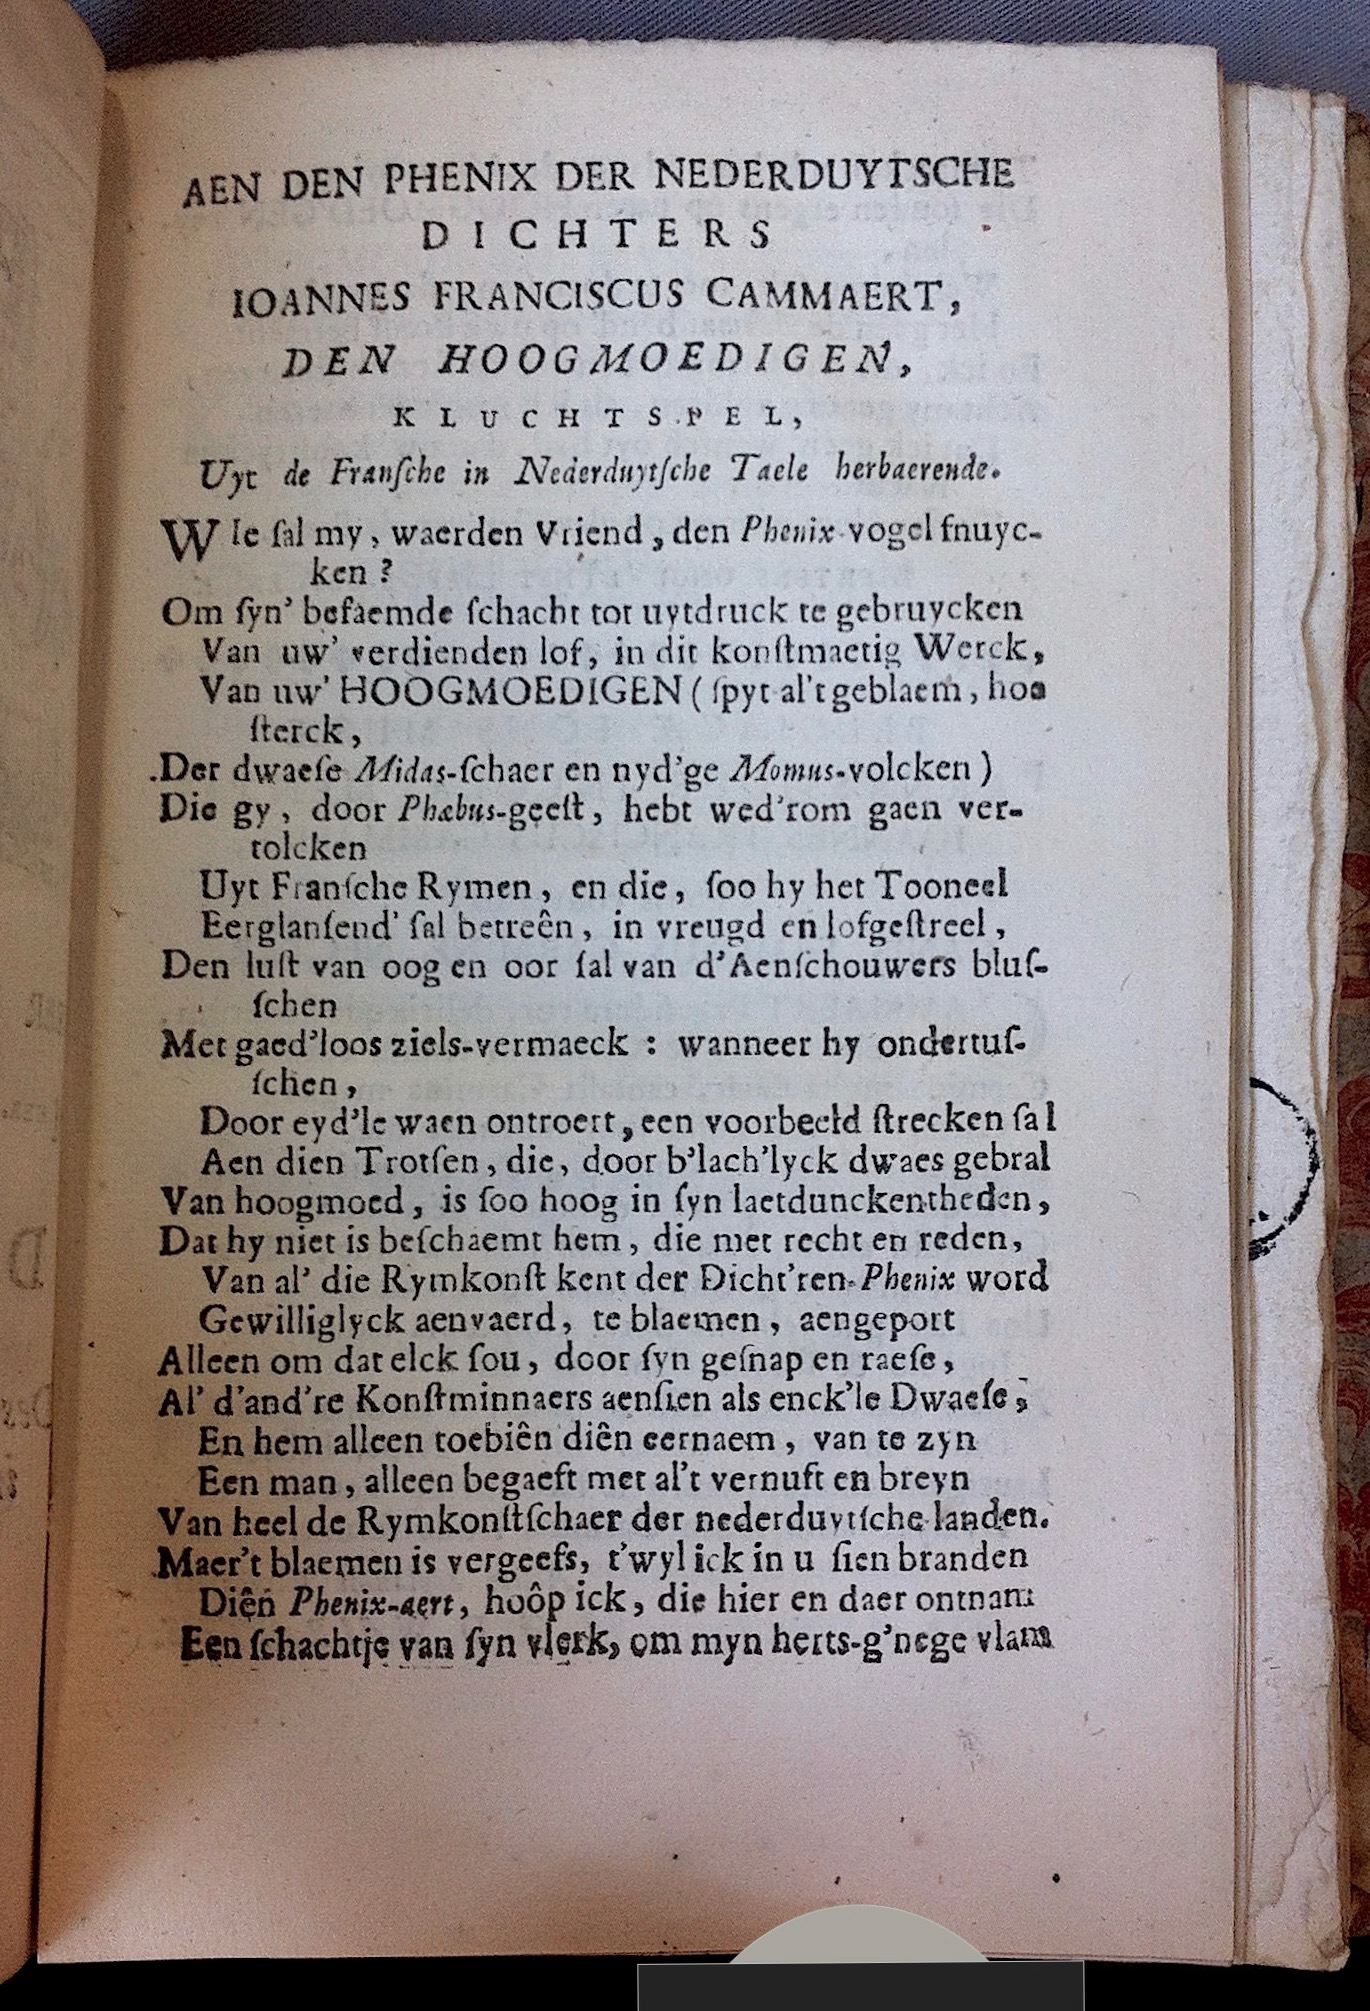 AEN DEN PHENIX DER NEDERDUYTSCHE
DICHTERS
IOANNES FRANCISCUS CAMMAERT,
DEN HOOGMOEDIGEN,
KLUCHTSPEL,
Uyt de Franſche in Nederduytſche Taele herbaerende.
WIe ſal my, waerden Vriend, den Phenix-vogel ſnuyc-
ken?
Om ſyn' befaemde ſchacht tot uytdruck te gebruycken
Van uw' verdienden lof, in dit konſtmaetig Werck,
Van uw' HOOGMOEDIGEN (ſpyt al't geblaem, hoe
ſterck,
Der dwaeſe Midas-ſchaer en nyd'ge Momus-volcken)
Die gy, door Phæbus-geeſt, hebt wed'rom gaen ver-
tolcken
Uyt Franſche Rymen, en die, ſoo hy het Tooneel
Eerglanſend' ſal betreên, in vreugd en lofgeſtreel,
Den luſt van oog en oor ſal van d'Aenſchouwers bluſ-
ſchen
Met gaed'loos ziels-vermaeck: wanneer hy ondertuſ-
ſchen,
Door eyd'le waen ontroert, een voorbeeld ſtrecken ſal
Aen dien Trotſen, die, door b'lach'lyck dwaes gebral
Van hoogmoed, is ſoo hoog in ſyn laetdunckentheden,
Dat hy niet is beſchaemt hem, die met recht en reden,
Van al' die Rymkonſt kent der Dicht'ren-Phenix word
Gewilliglyck aenvaerd, te blaemen, aengeport
Alleen om dat elck ſou, door ſyn geſnap en raeſe,
Al' d'and're Konſtminnaers aenſien als enck'le Dwaeſe;
En hem alleen toebiên diên eernaem, van te zyn
Een man, alleen begaeft met al't vernuft en breyn
Van heel de Rymkonſtſchaer der nederduytſche landen.
Maer't blaemen is vergeefs, t'wyl ick in u ſien branden
Diên Phenix-aert, hoôp ick, die hier en daer ontnam
Een ſchachtje van ſyn vlerk, om myn herts-g'nege vlam